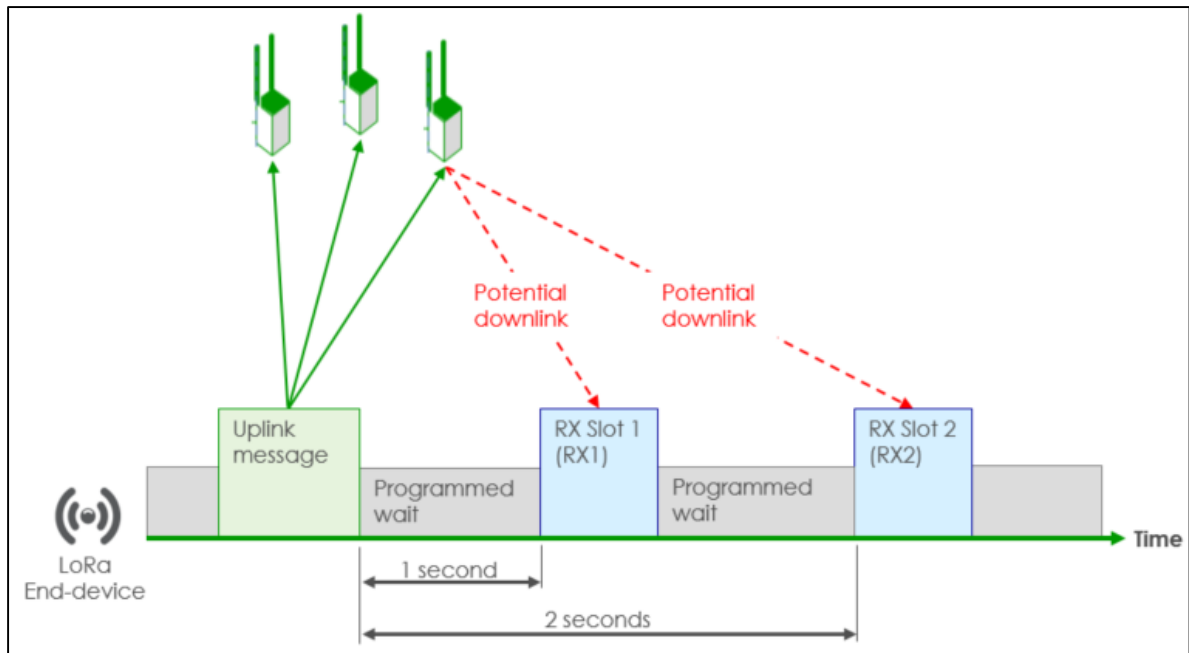 Potential
downlink
Potential
downlink
Uplink
message
RX Slot 1
(RX1)
RX Slot 2
(RX2)
Programmed
wait
Programmed
wait
Time
LoRa
End-device
1 second
2 seconds